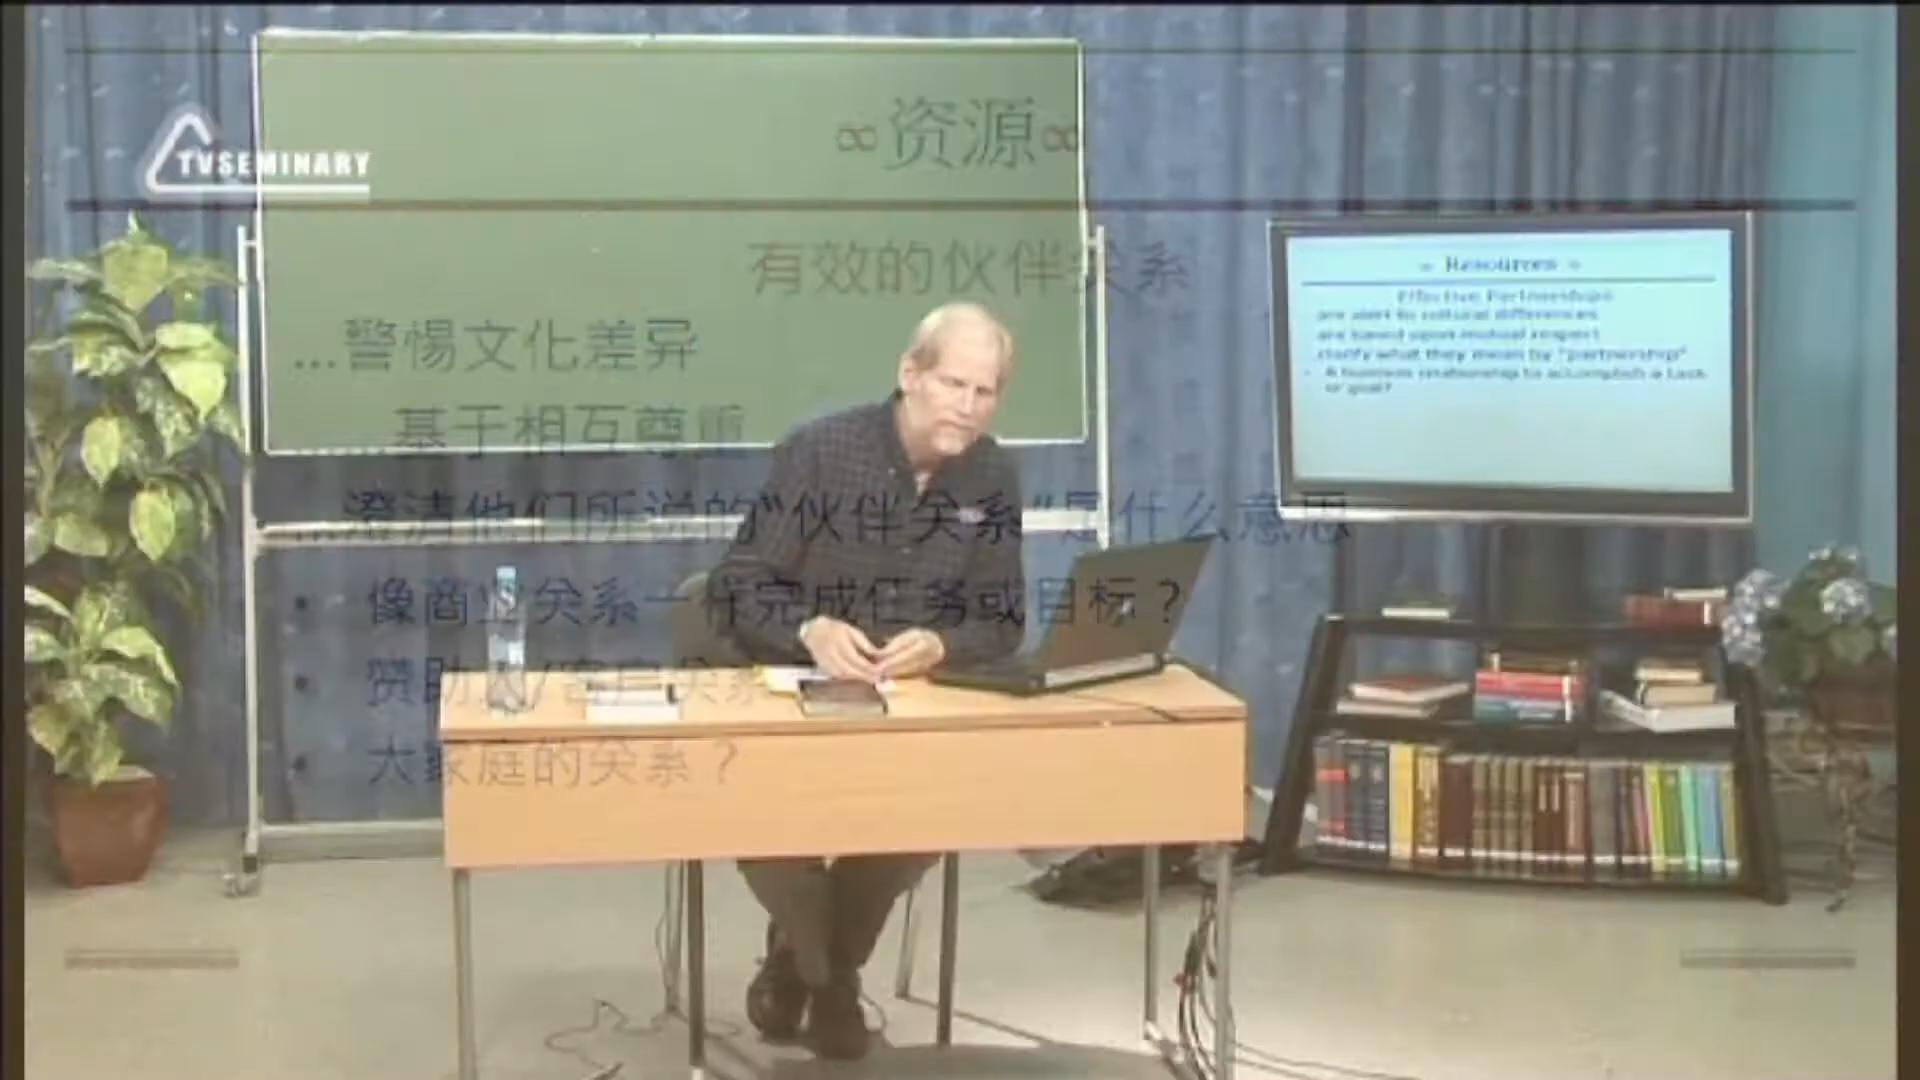 TVSEMINARY
∞资源∞
有效的伙伴关系
...警惕文化差异
......基于相互尊重
...澄清他们所说的“伙伴关系”是什么意思
• 像商业关系一样完成任务或目标？
• 赞助人/客户关系
• 大家庭的关系？
∞ Resources ∞
Effective Partnerships
are alert to cultural differences
are based upon mutual respect
clarify what they mean by "partnership"
• A business relationship to accomplish a task
or goal?